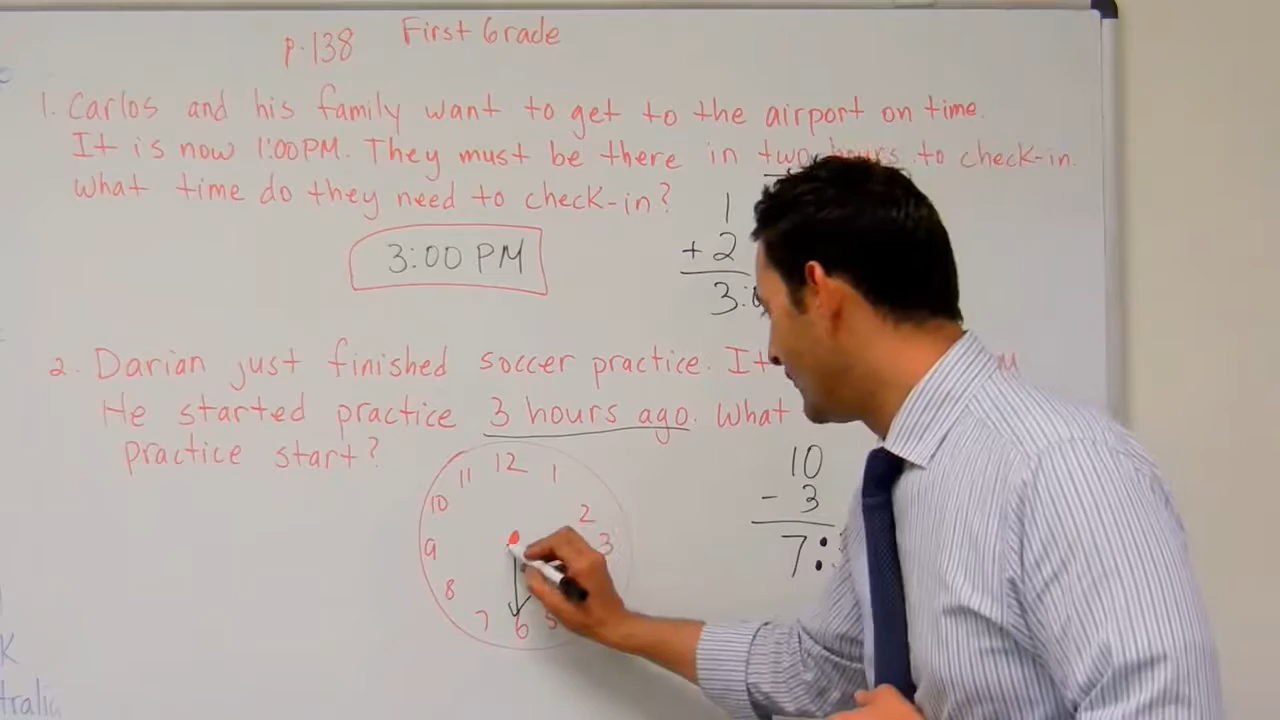 p.138 First Grade
1. Carlos and his family want to get to the airport on time.
It is now 1:00PM. They must be there in two hours to check-in.
What time do they need to check-in?
1
+ 2
3:0
3:00 PM
2. Darian just finished soccer practice. It
He started practice 3 hours ago. What
practice start?
10
- 3
7:
12
11 1
10 2
9 3
8
7 6 5
K
tralia